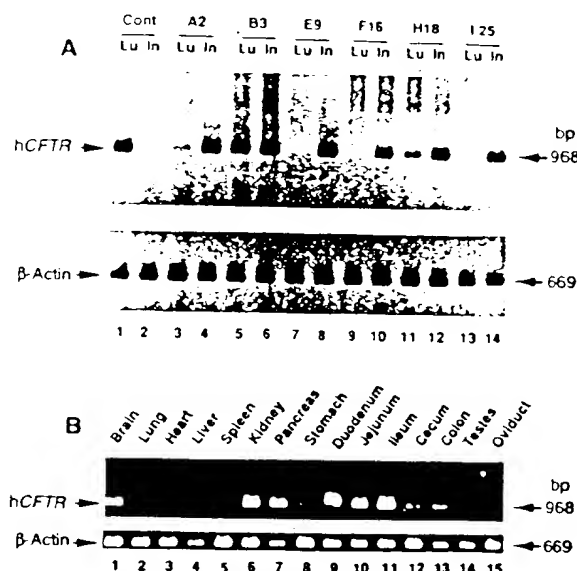 Cont A2 B3 E9 F16 H18 I 25
A Lu In Lu In Lu In Lu In Lu In Lu In Lu In
bp
hCFTR 968
β-Actin 669
1 2 3 4 5 6 7 8 9 10 11 12 13 14
B Brain Lung Heart Liver Spleen Kidney Pancreas Stomach Duodenum Jejunum Ileum Cecum Colon Testes Oviduct
bp
hCFTR 968
β-Actin 669
1 2 3 4 5 6 7 8 9 10 11 12 13 14 15